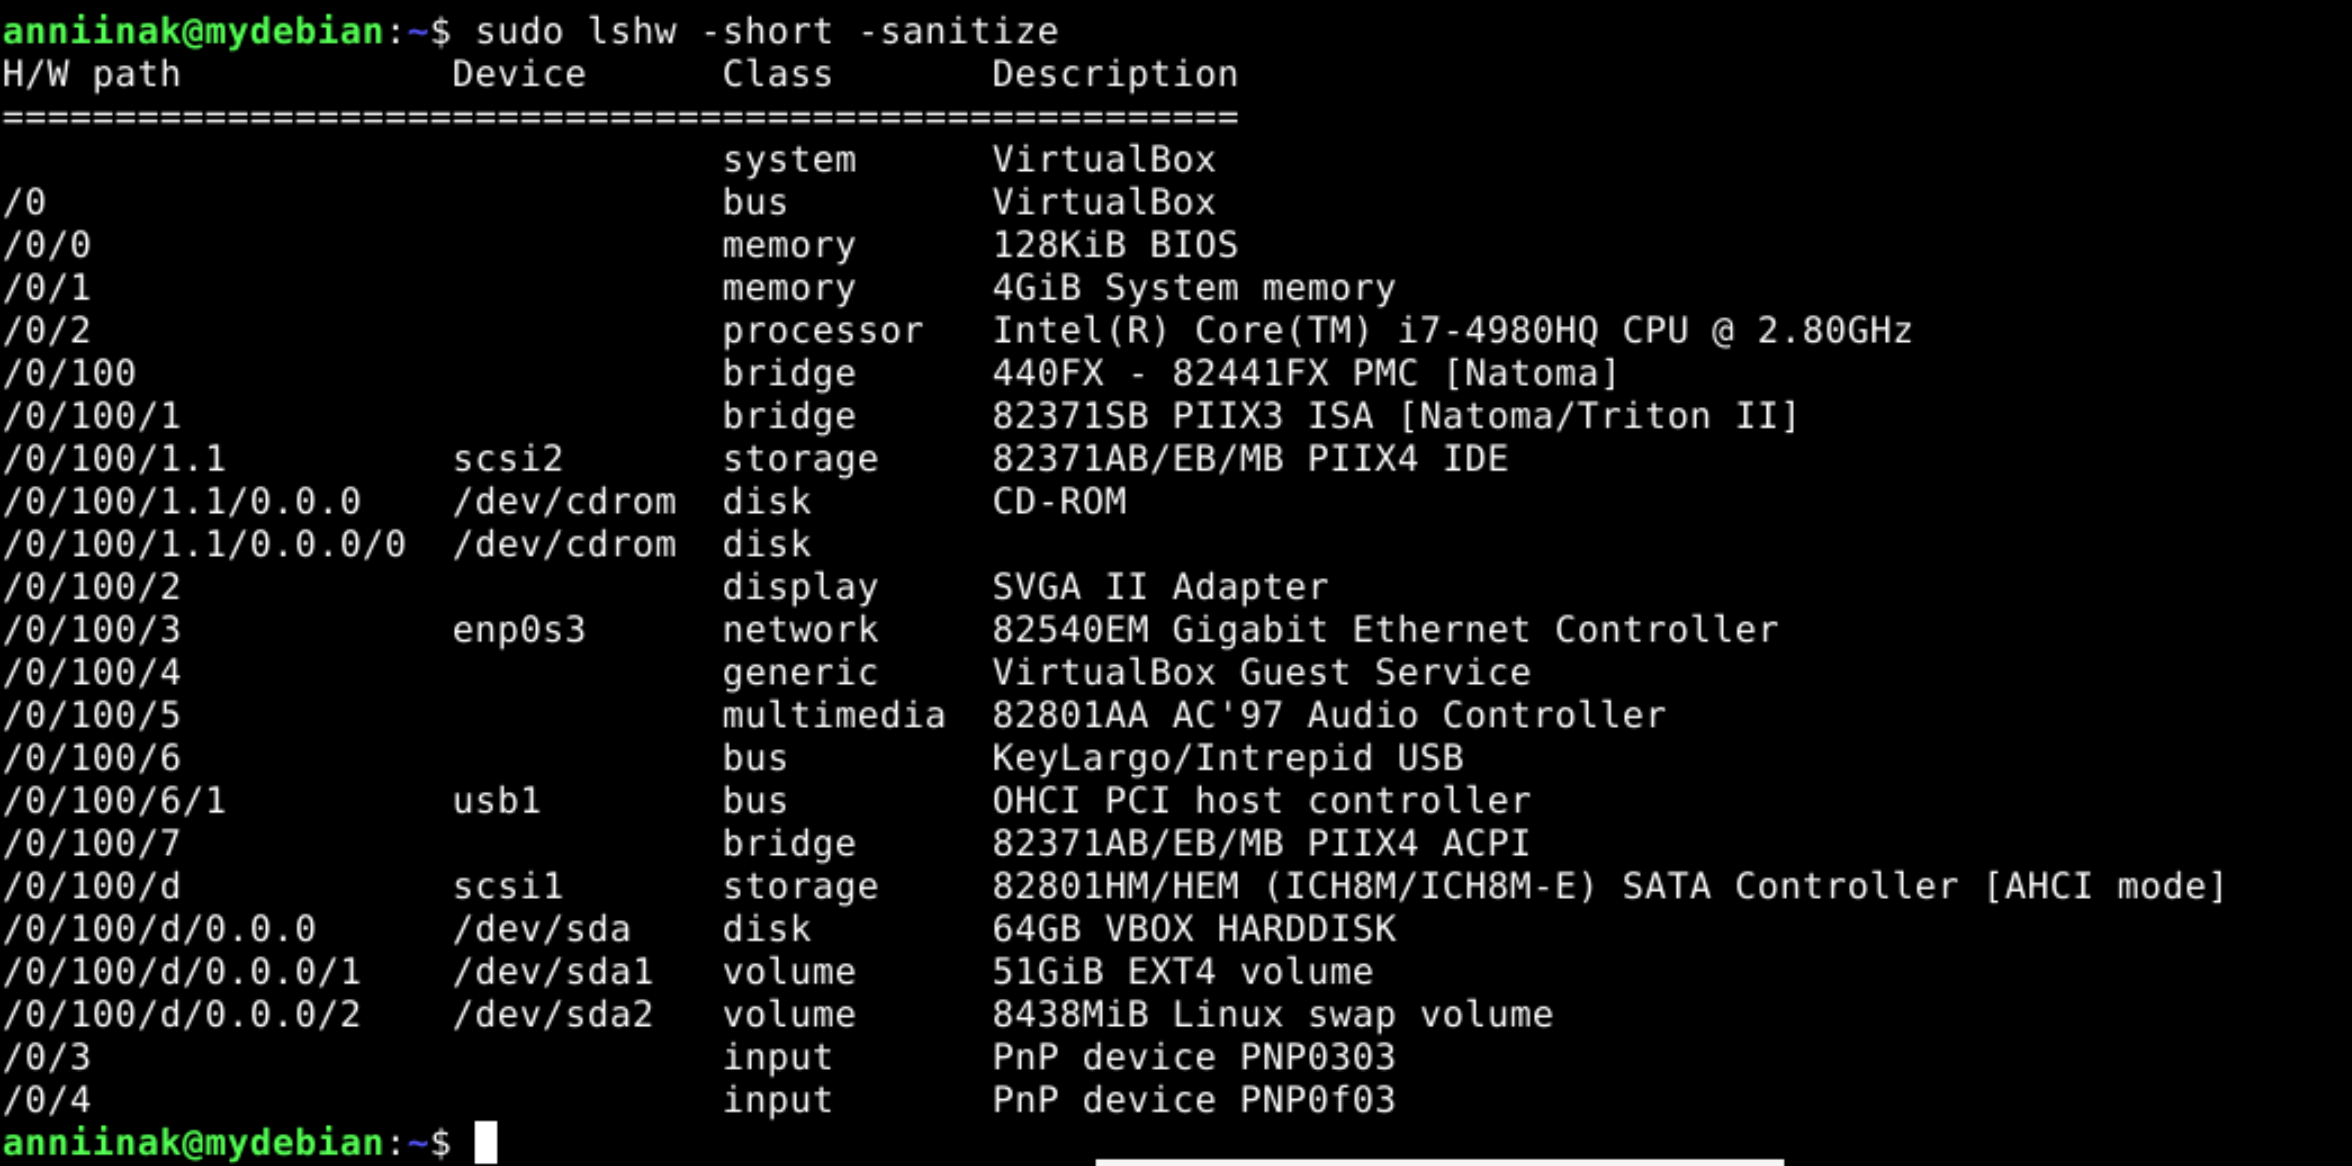 anniinak@mydebian:~$ sudo lshw -short -sanitize
H/W path            Device      Class       Description
=======================================================
                                system      VirtualBox
/0                              bus         VirtualBox
/0/0                            memory      128KiB BIOS
/0/1                            memory      4GiB System memory
/0/2                            processor   Intel(R) Core(TM) i7-4980HQ CPU @ 2.80GHz
/0/100                          bridge      440FX - 82441FX PMC [Natoma]
/0/100/1                        bridge      82371SB PIIX3 ISA [Natoma/Triton II]
/0/100/1.1          scsi2       storage     82371AB/EB/MB PIIX4 IDE
/0/100/1.1/0.0.0    /dev/cdrom  disk        CD-ROM
/0/100/1.1/0.0.0/0  /dev/cdrom  disk
/0/100/2                        display     SVGA II Adapter
/0/100/3            enp0s3      network     82540EM Gigabit Ethernet Controller
/0/100/4                        generic     VirtualBox Guest Service
/0/100/5                        multimedia  82801AA AC'97 Audio Controller
/0/100/6                        bus         KeyLargo/Intrepid USB
/0/100/6/1          usb1        bus         OHCI PCI host controller
/0/100/7                        bridge      82371AB/EB/MB PIIX4 ACPI
/0/100/d            scsi1       storage     82801HM/HEM (ICH8M/ICH8M-E) SATA Controller [AHCI mode]
/0/100/d/0.0.0      /dev/sda    disk        64GB VBOX HARDDISK
/0/100/d/0.0.0/1    /dev/sda1   volume      51GiB EXT4 volume
/0/100/d/0.0.0/2    /dev/sda2   volume      8438MiB Linux swap volume
/0/3                            input       PnP device PNP0303
/0/4                            input       PnP device PNP0f03
anniinak@mydebian:~$